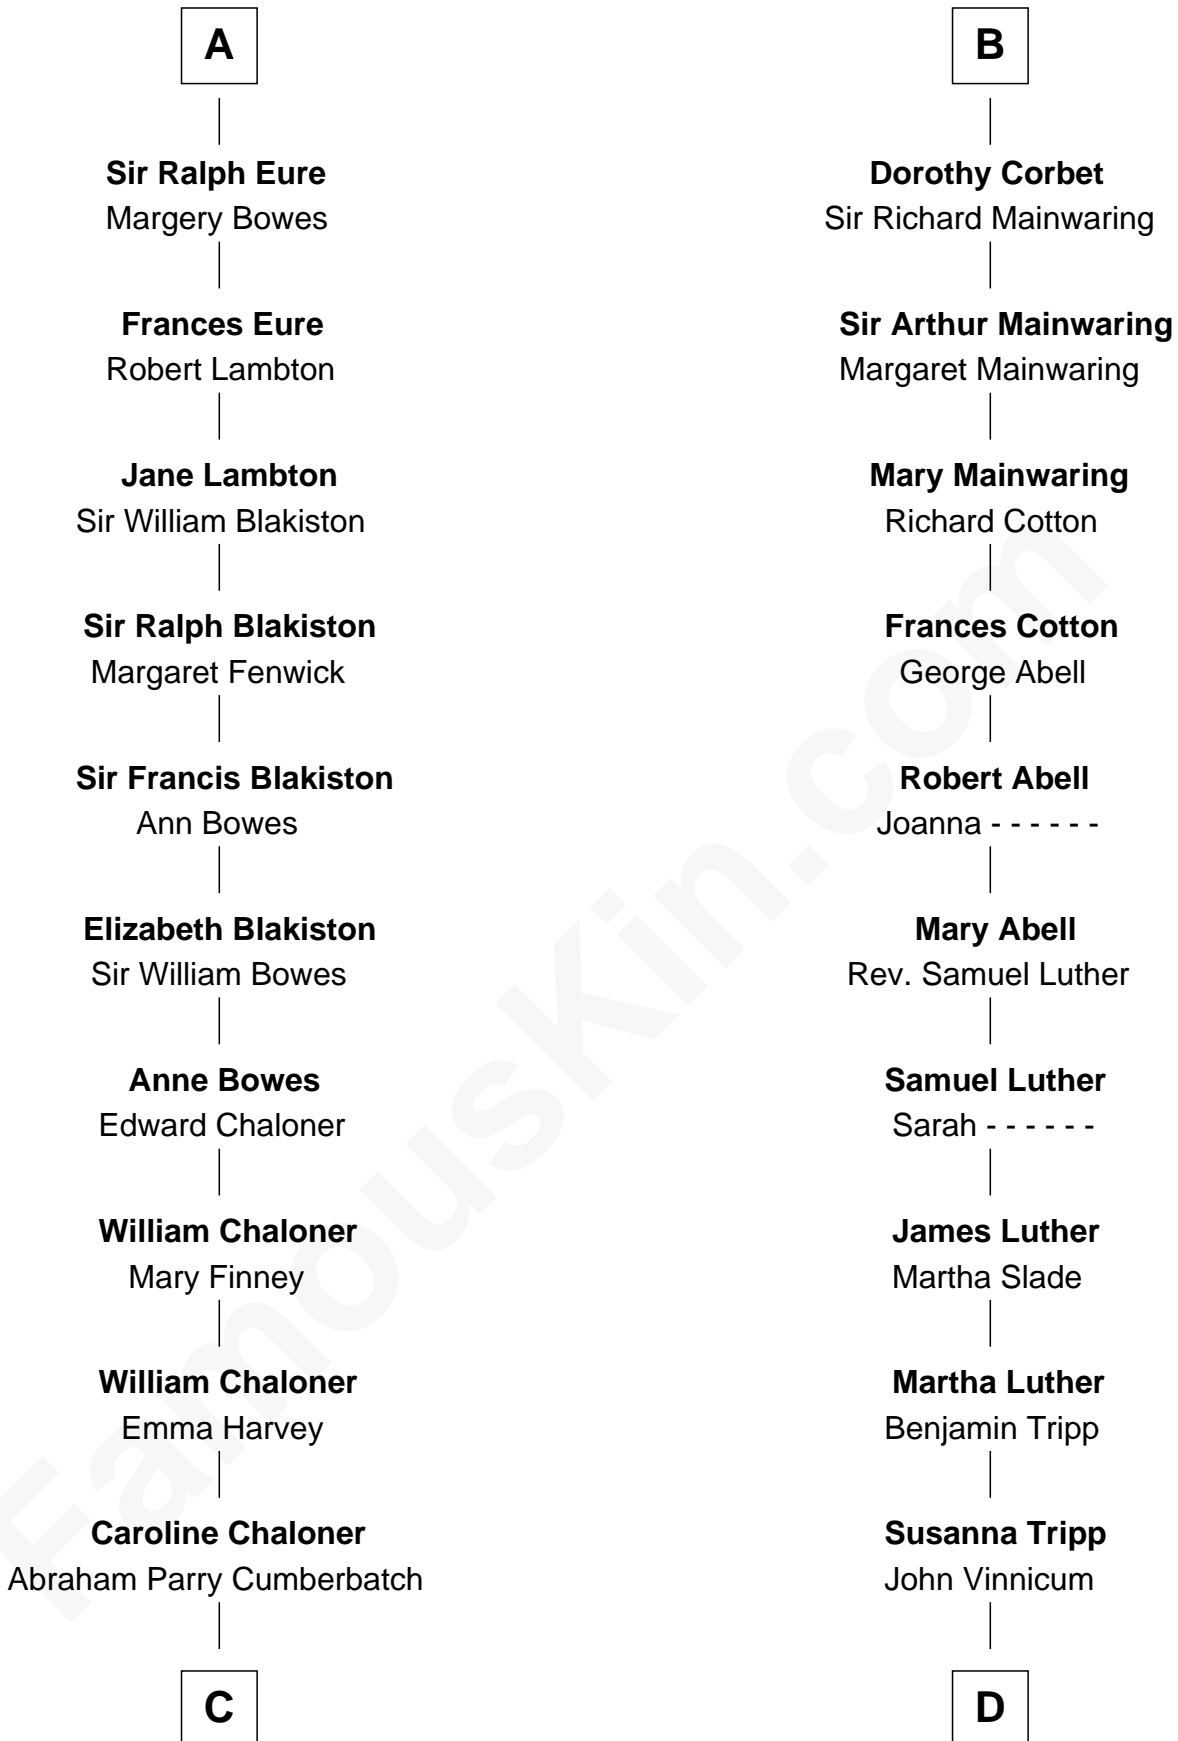 A
Sir Ralph Eure
Margery Bowes
Frances Eure
Robert Lambton
Jane Lambton
Sir William Blakiston
Sir Ralph Blakiston
Margaret Fenwick
Sir Francis Blakiston
Ann Bowes
Elizabeth Blakiston
Sir William Bowes
Anne Bowes
Edward Chaloner
William Chaloner
Mary Finney
William Chaloner
Emma Harvey
Caroline Chaloner
Abraham Parry Cumberbatch
C
B
Dorothy Corbet
Sir Richard Mainwaring
Sir Arthur Mainwaring
Margaret Mainwaring
Mary Mainwaring
Richard Cotton
Frances Cotton
George Abell
Robert Abell
Joanna - - - - - -
Mary Abell
Rev. Samuel Luther
Samuel Luther
Sarah - - - - - -
James Luther
Martha Slade
Martha Luther
Benjamin Tripp
Susanna Tripp
John Vinnicum
D
FamousKin.com